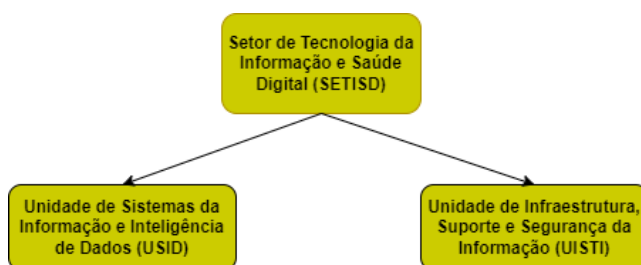 Setor de Tecnologia da
Informação e Saúde
Digital (SETISD)
Unidade de Sistemas da
Informação e Inteligência
de Dados (USID)
Unidade de Infraestrutura,
Suporte e Segurança da
Informação (UISTI)